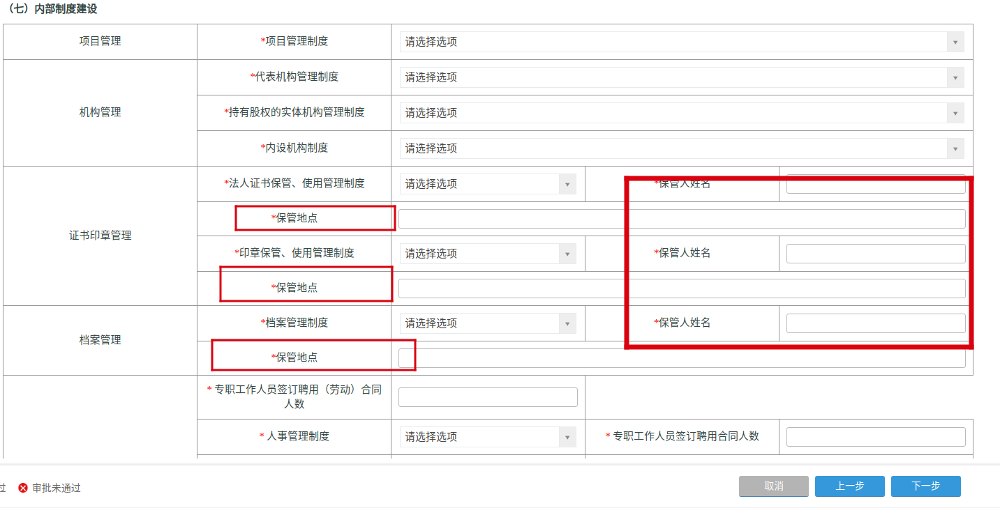 （七）内部制度建设
项目管理
*项目管理制度
请选择选项
机构管理
*代表机构管理制度
请选择选项
*持有股权的实体机构管理制度
请选择选项
*内设机构制度
请选择选项
证书印章管理
*法人证书保管、使用管理制度
请选择选项
*保管人姓名
*保管地点
*印章保管、使用管理制度
请选择选项
*保管人姓名
*保管地点
档案管理
*档案管理制度
请选择选项
*保管人姓名
*保管地点
* 专职工作人员签订聘用（劳动）合同
人数
* 人事管理制度
请选择选项
* 专职工作人员签订聘用合同人数
过
审批未通过
取消
上一步
下一步